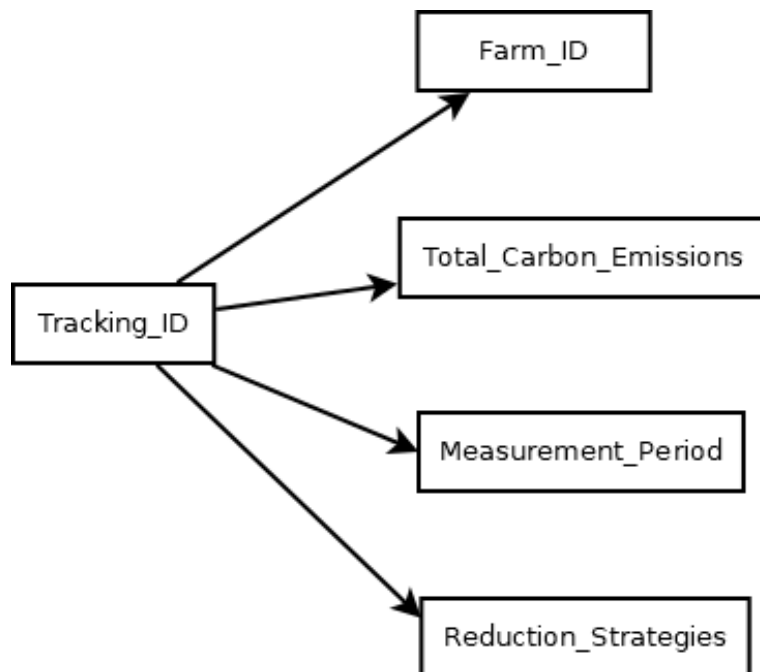 Farm_ID
Total_Carbon_Emissions
Tracking_ID
Measurement_Period
Reduction_Strategies